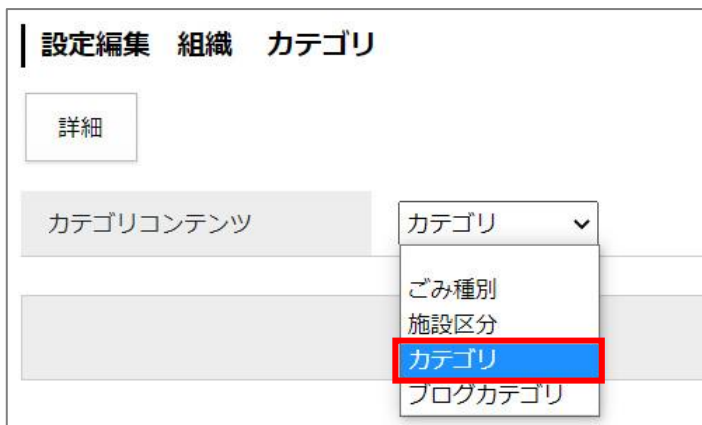 設定編集　組織　カテゴリ
詳細
カテゴリコンテンツ　カテゴリ
ごみ種別
施設区分
カテゴリ
ブログカテゴリ